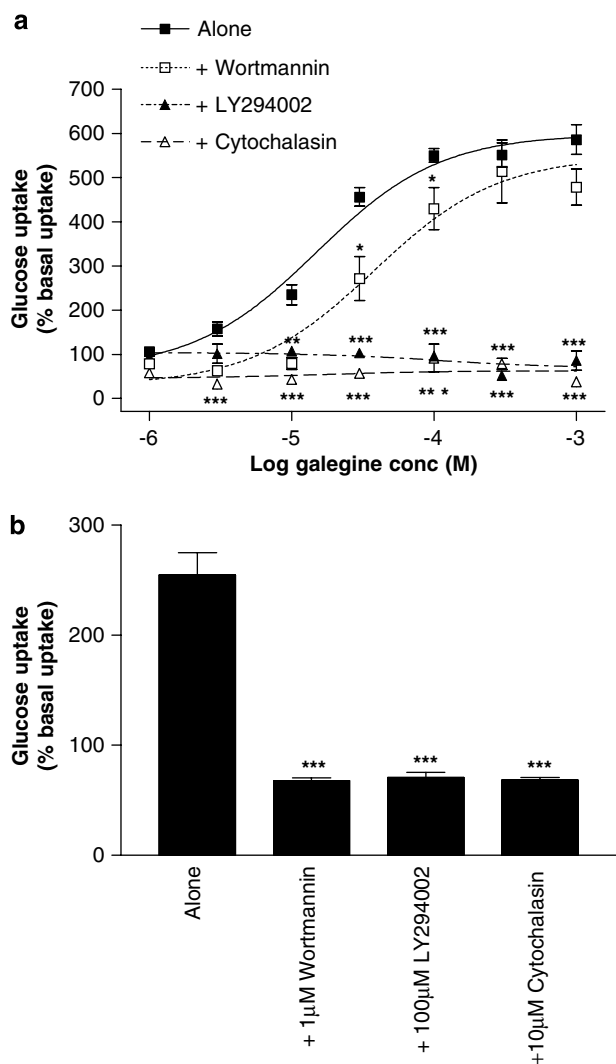 a
Alone
+ Wortmannin
+ LY294002
+ Cytochalasin
700
600
500
400
300
200
100
0
Glucose uptake
(% basal uptake)
*
*
** *** *** *** ***
*** *** *** ** * *** ***
-6 -5 -4 -3
Log galegine conc (M)
b
300
200
100
0
Glucose uptake
(% basal uptake)
*** *** ***
Alone
+ 1μM Wortmannin
+ 100μM LY294002
+10μM Cytochalasin